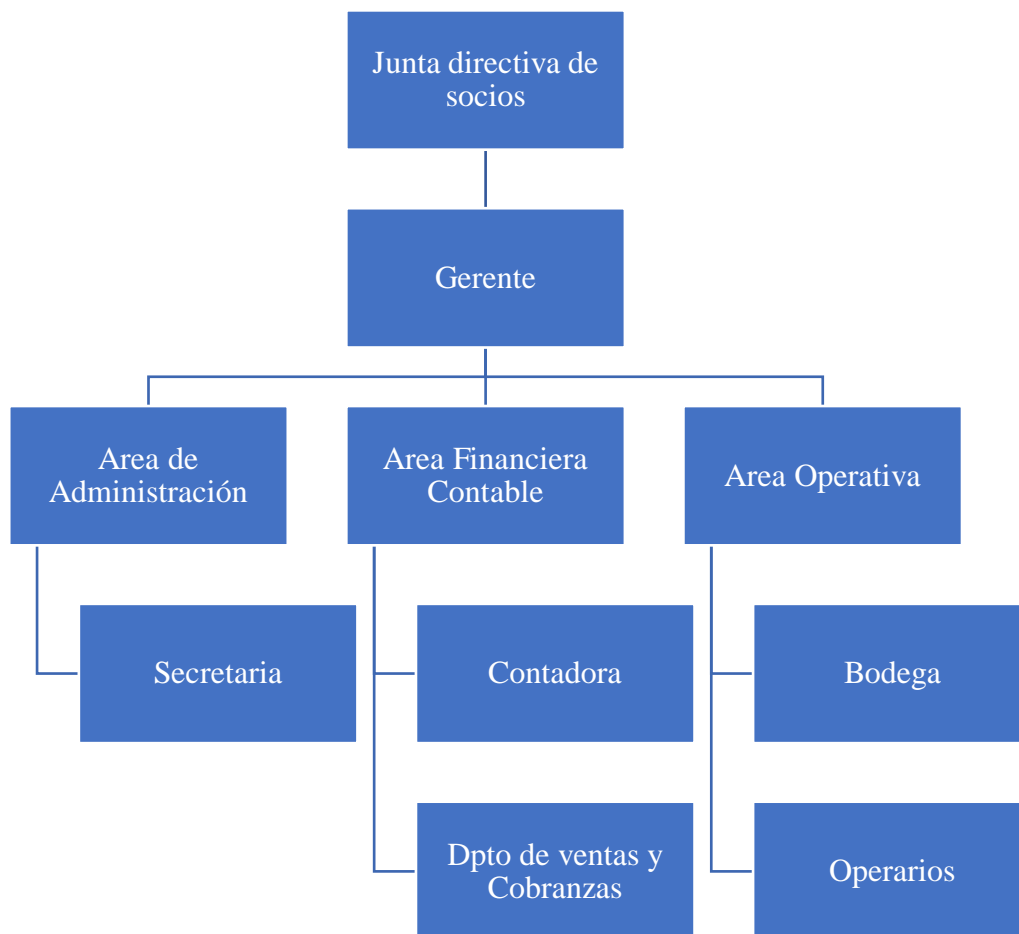 Junta directiva de
socios
Gerente
Area de
Administración
Area Financiera
Contable
Area Operativa
Secretaria
Contadora
Bodega
Dpto de ventas y
Cobranzas
Operarios